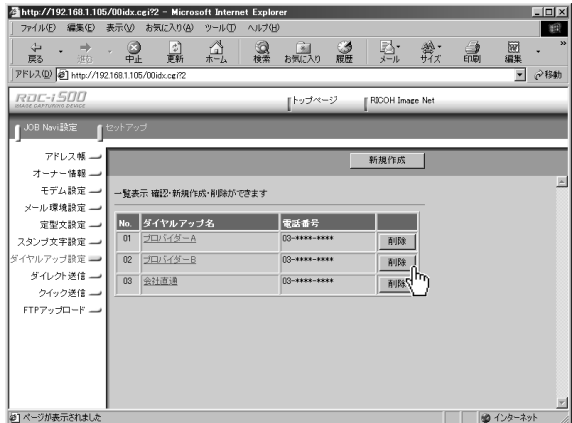 http://192.168.1.105/00idx.cgi?2 - Microsoft Internet Explorer
ファイル(F) 編集(E) 表示(V) お気に入り(A) ツール(T) ヘルプ(H)
戻る 進む 中止 更新 ホーム 検索 お気に入り 履歴 メール サイズ 印刷 編集 »
アドレス(D) http://192.168.1.105/00idx.cgi?2 移動
RDC-i500
IMAGE CAPTURING DEVICE
トップページ RICOH Image Net
JOB Navi設定 セットアップ
アドレス帳
オーナー情報
モデム設定
メール環境設定
定型文設定
スタンプ文字設定
ダイヤルアップ設定
ダイレクト送信
クイック送信
FTPアップロード
新規作成
一覧表示 確認・新規作成・削除ができます
No. ダイヤルアップ名 電話番号
01 プロバイダーA 03-****-**** 削除
02 プロバイダーB 03-****-**** 削除
03 会社直通 03-****-**** 削除
ページが表示されました インターネット